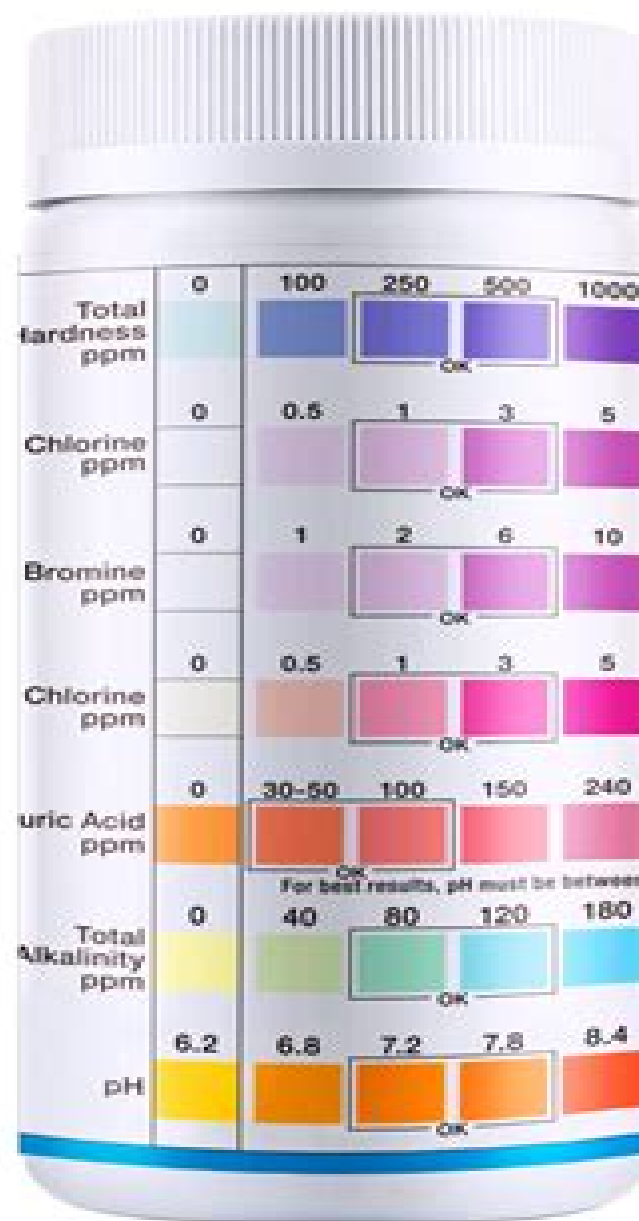 0 100 250 500 1000
Total
Hardness
ppm
OK
0 0.5 1 3 5
Chlorine
ppm
OK
0 1 2 6 10
Bromine
ppm
OK
0 0.5 1 3 5
Chlorine
ppm
OK
0 30-50 100 150 240
uric Acid
ppm
OK
For best results, pH must be between
0 40 80 120 180
Total
Alkalinity
ppm
OK
6.2 6.8 7.2 7.8 8.4
pH
OK